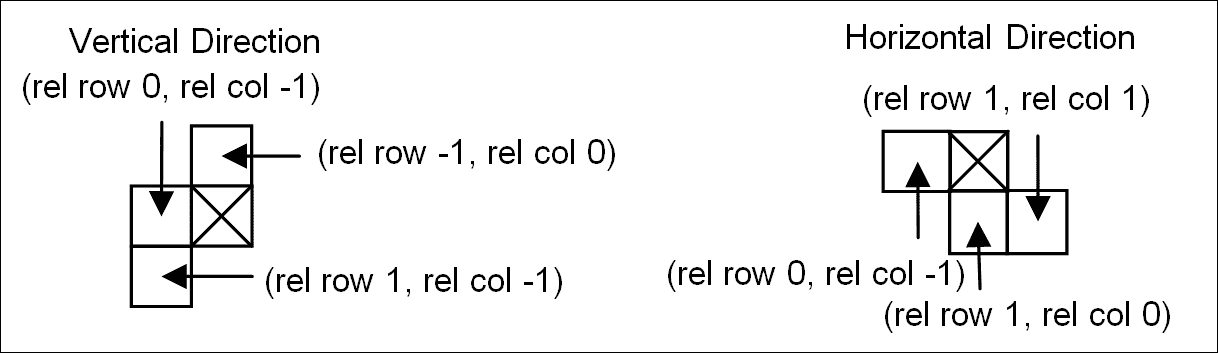 Vertical Direction
(rel row 0, rel col -1)
(rel row -1, rel col 0)
(rel row 1, rel col -1)
Horizontal Direction
(rel row 1, rel col 1)
(rel row 0, rel col -1)
(rel row 1, rel col 0)